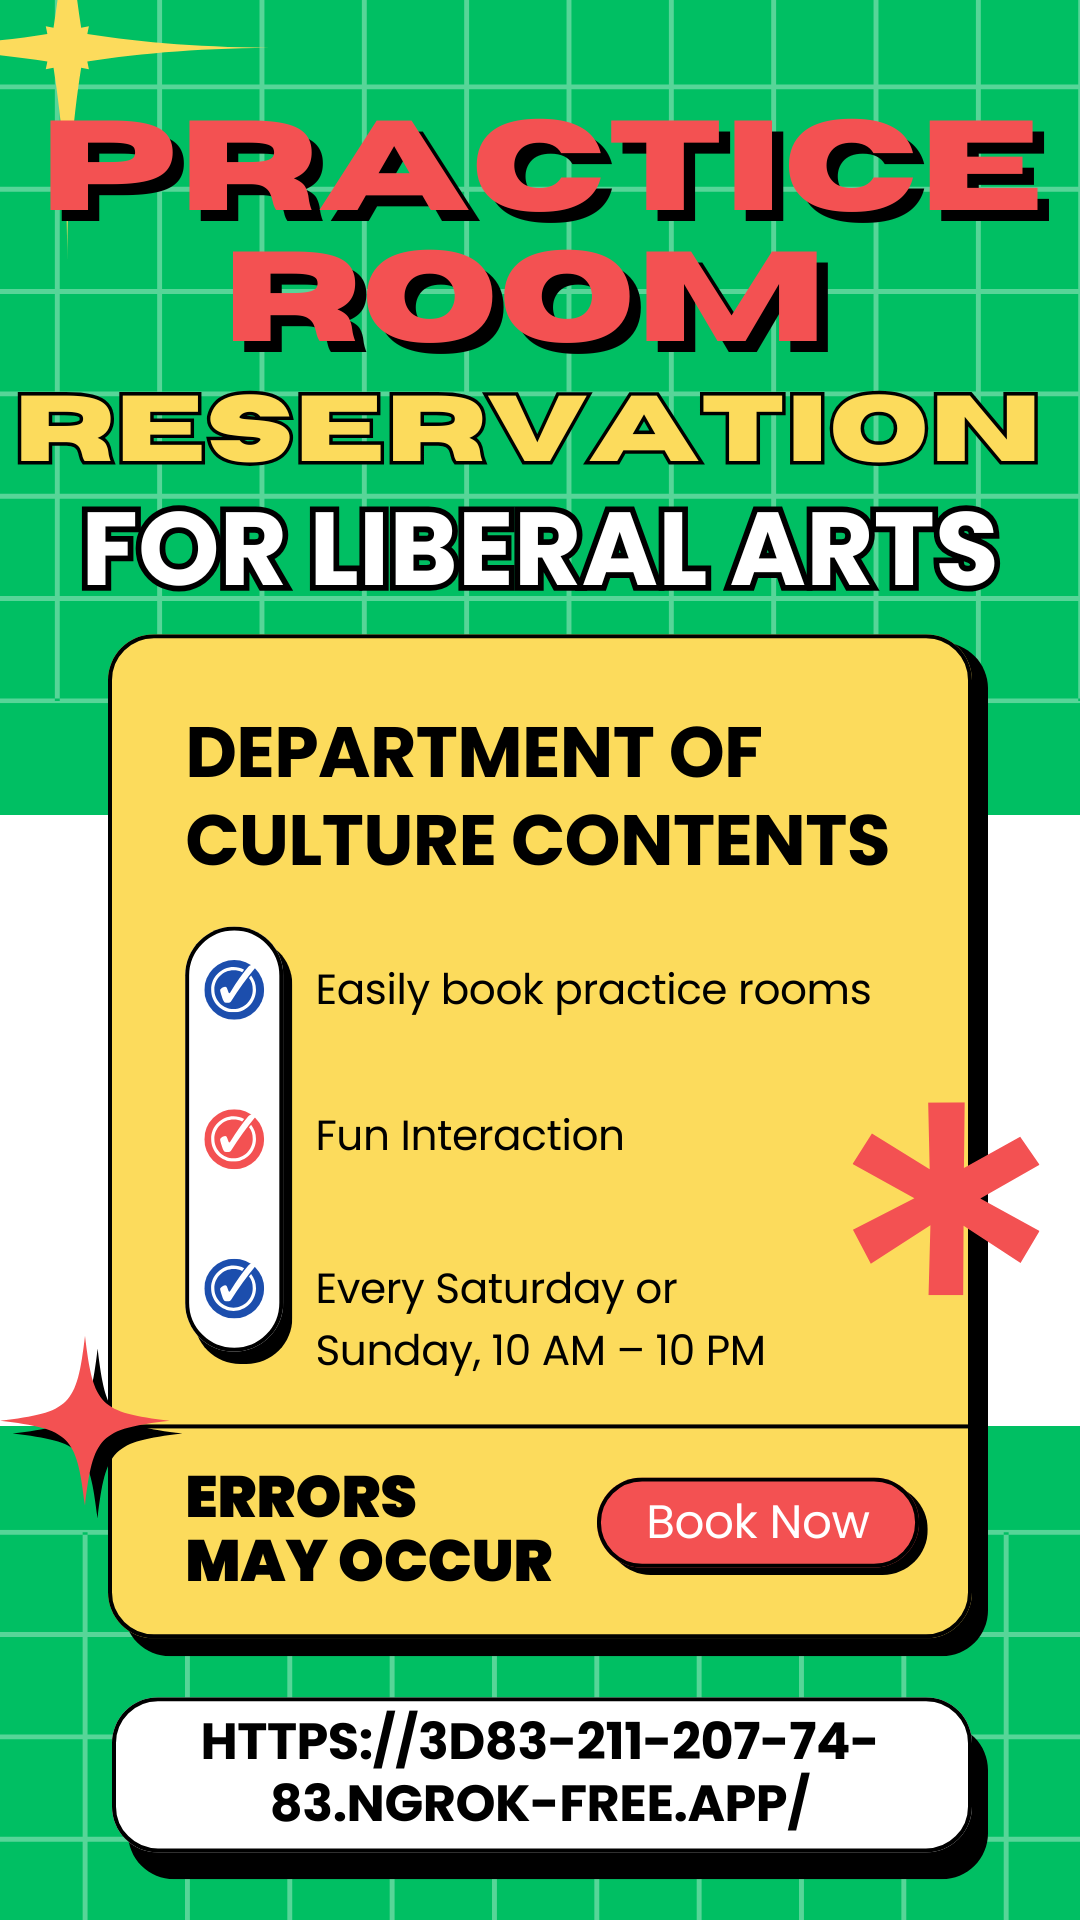 PRACTICE
ROOM
RESERVATION
FOR LIBERAL ARTS
DEPARTMENT OF
CULTURE CONTENTS
Easily book practice rooms
Fun Interaction
Every Saturday or
Sunday, 10 AM – 10 PM
ERRORS
MAY OCCUR
Book Now
HTTPS://3D83-211-207-74-
83.NGROK-FREE.APP/